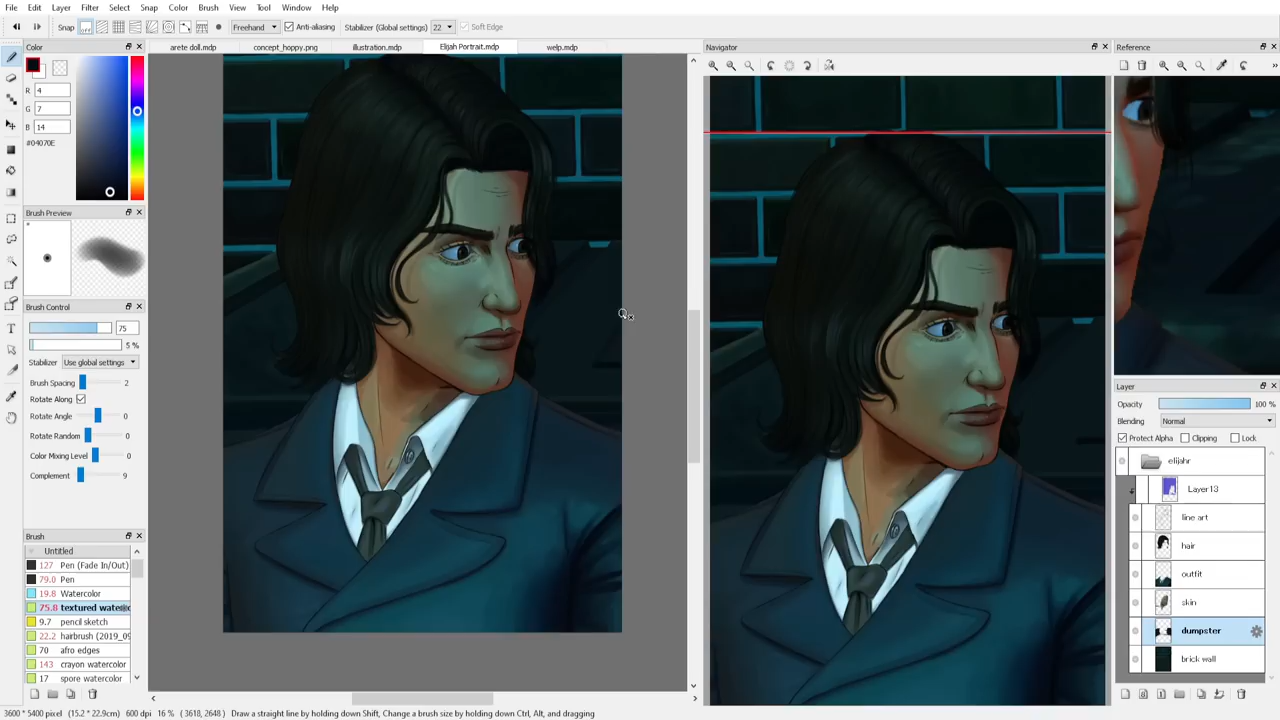 File Edit Layer Filter Select Snap Color Brush View Tool Window Help
Snap off Freehand Anti-aliasing Stabilizer (Global settings) 22 Soft Edge
Color
R 4
G 7
B 14
#04070E
Brush Preview
Brush Control
75
5 %
Stabilizer Use global settings
Brush Spacing 2
Rotate Along
Rotate Angle 0
Rotate Random 0
Color Mixing Level 0
Complement 9
Brush
Untitled
127 Pen (Fade In/Out)
79.0 Pen
19.8 Watercolor
75.8 textured
9.7 pencil sketch
22.2 hairbrush (2019_09
70 afro edges
143 crayon watercolor
17 spore watercolor
arete doll.mdp concept_hoppy.png illustration.mdp Elijah Portrait.mdp welp.mdp
Navigator
Reference
Layer
Opacity 100 %
Blending Normal
Protect Alpha Clipping Lock
elijahr
Layer13
line art
hair
outfit
skin
dumpster
brick wall
3600 * 5400 pixel (15.2 * 22.9cm) 600 dpi 16 % ( 3618, 2648 ) Draw a straight line by holding down Shift, Change a brush size by holding down Ctrl, Alt, and dragging